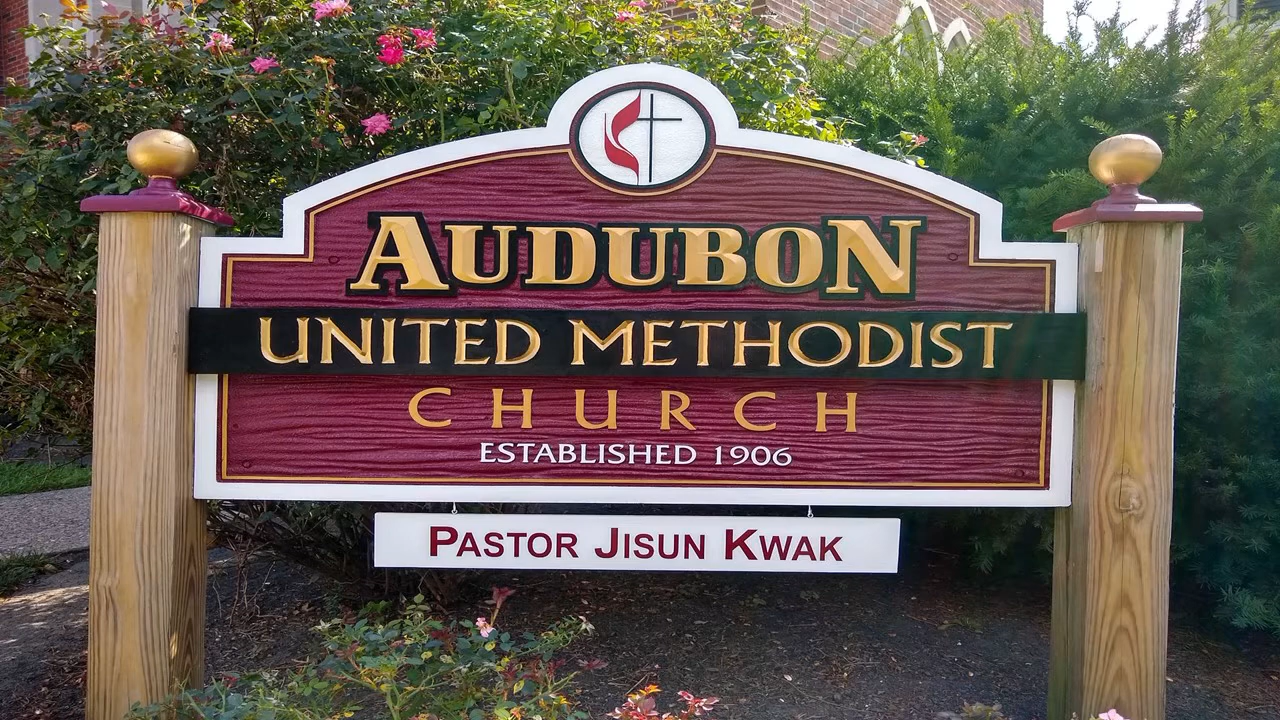 AUDUBON
UNITED METHODIST
CHURCH
ESTABLISHED 1906
PASTOR JISUN KWAK